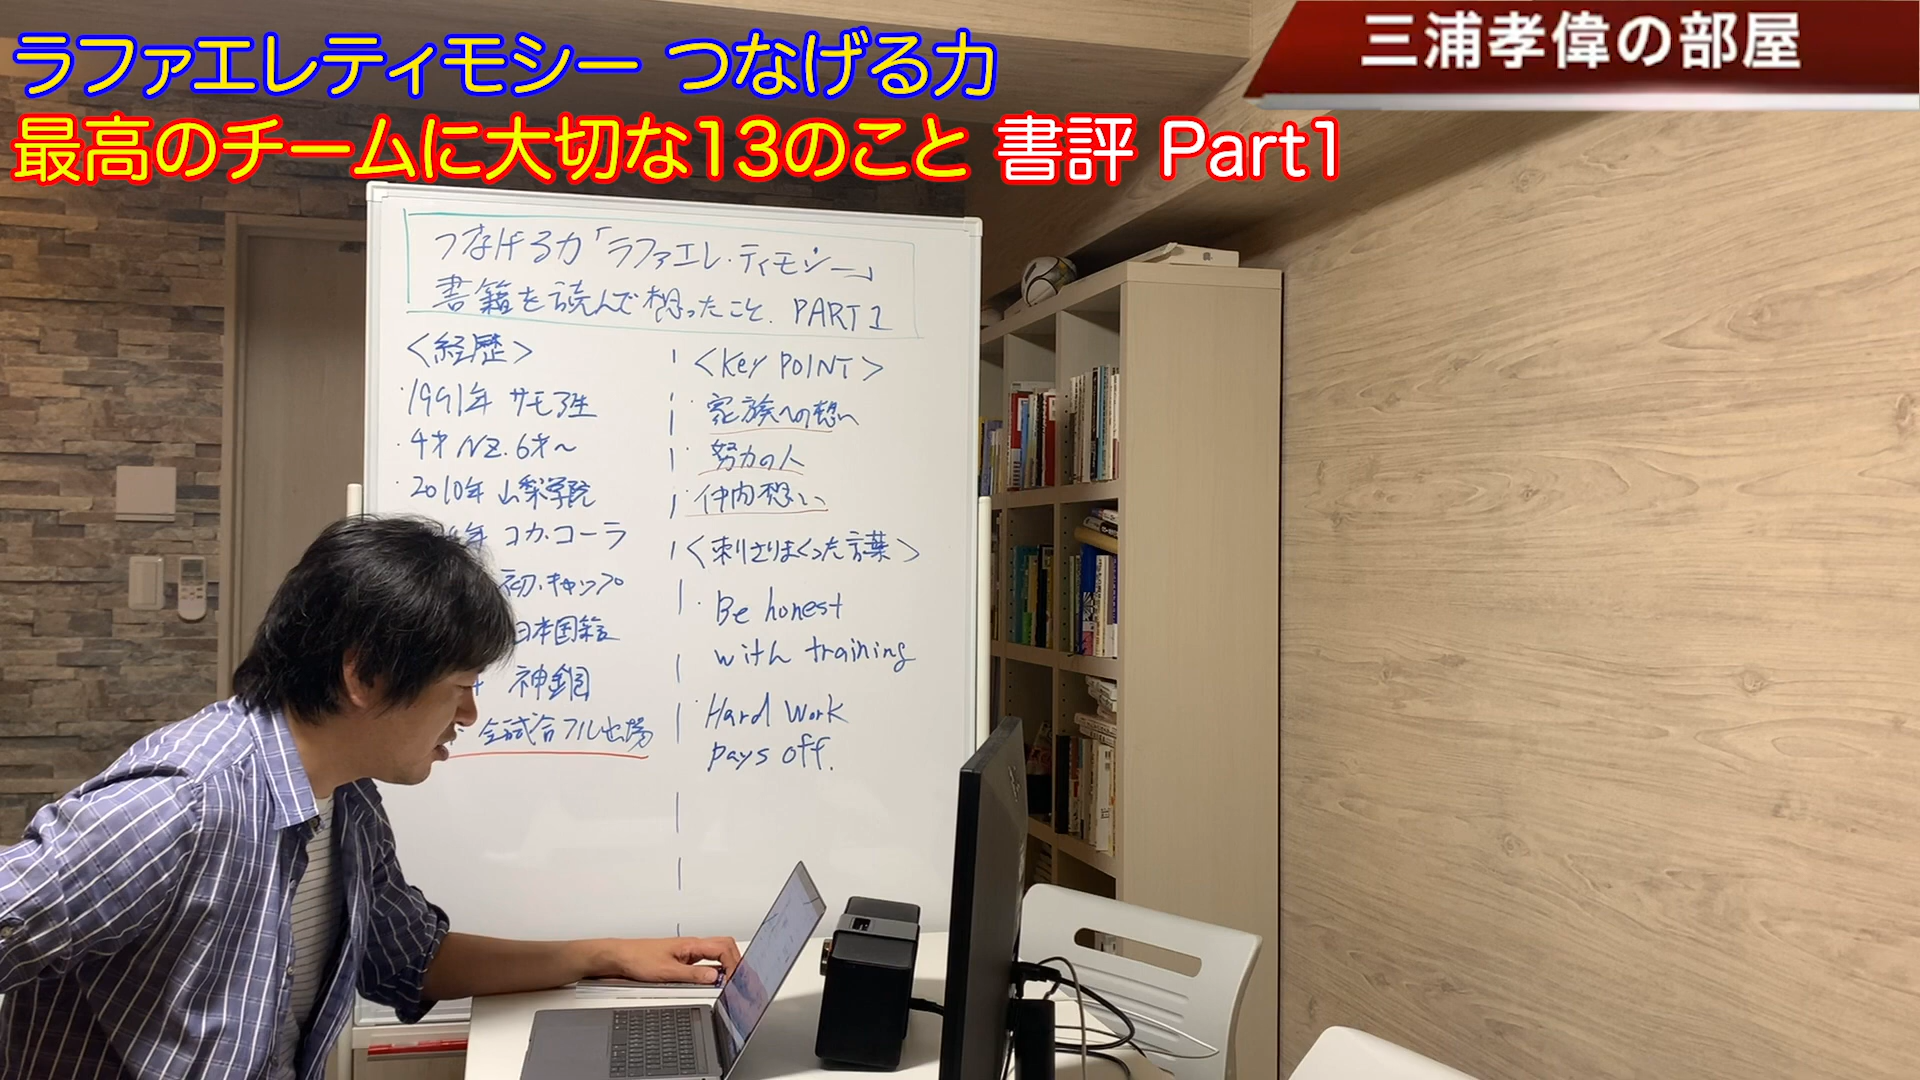 三浦孝偉の部屋
ラファエレティモシー つなげる力
最高のチームに大切な13のこと 書評 Part1
つなげる力「ラファエレ・ティモシー」
書籍を読んで想ったこと. PART1
<経歴>
・1991年 サモア生
・4才 NZ. 6才〜
・2010年 山梨学院
年 コカ・コーラ
初・キャップ
日本国籍
神鋼
全試合フル出場
<Key POINT>
・家族への想い
・努力の人
・仲内想い
<刺さりまくった言葉>
・Be honest
with training
・Hard Work
pays off.